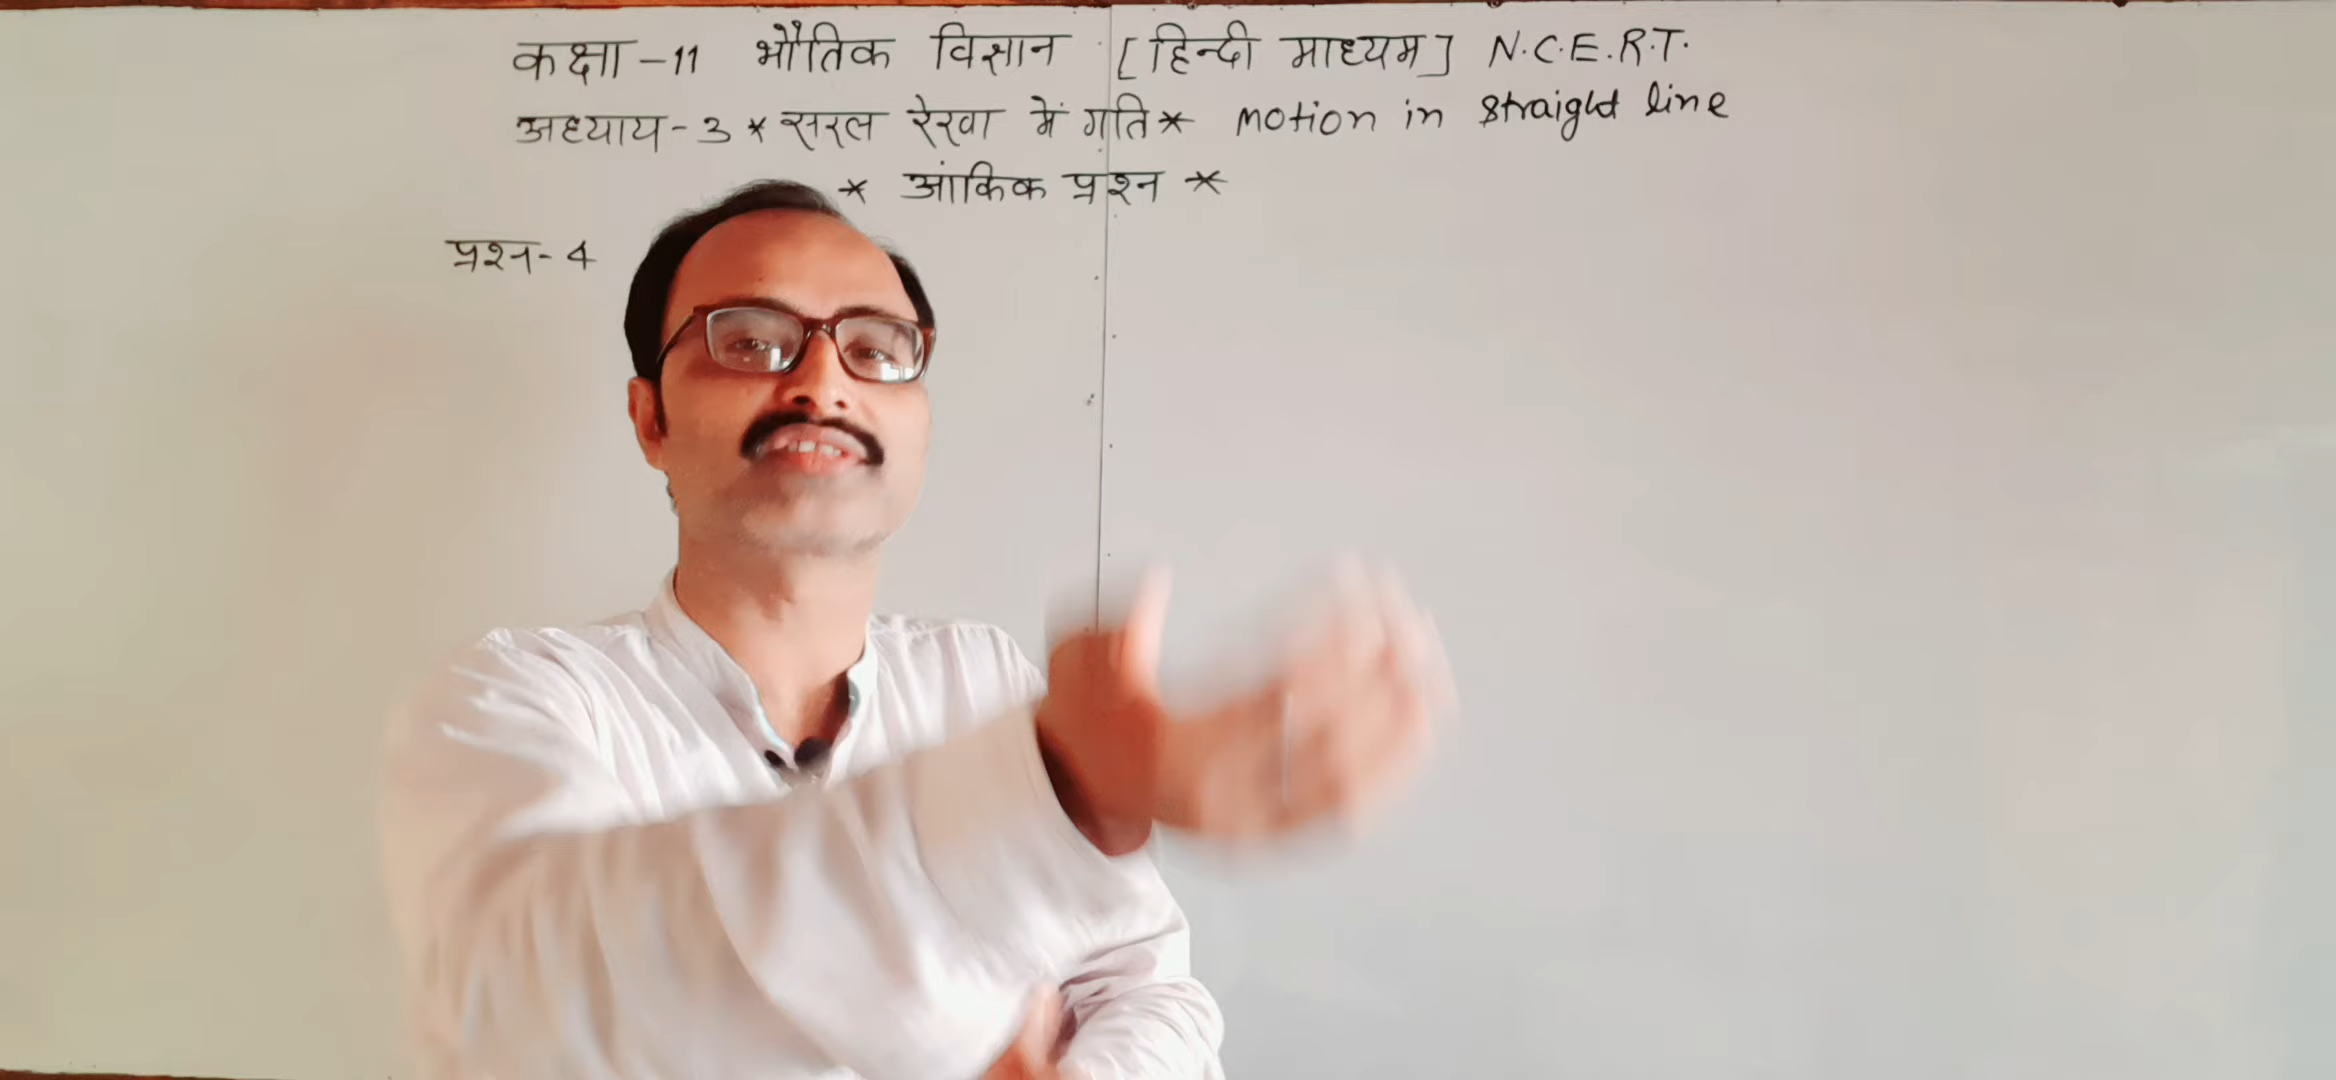 कक्षा - 11 भौतिक विज्ञान [हिन्दी माध्यम] N.C.E.R.T.
अध्याय - 3 * सरल रेखा में गति * motion in straight line
* आंकिक प्रश्न *
प्रश्न - 4